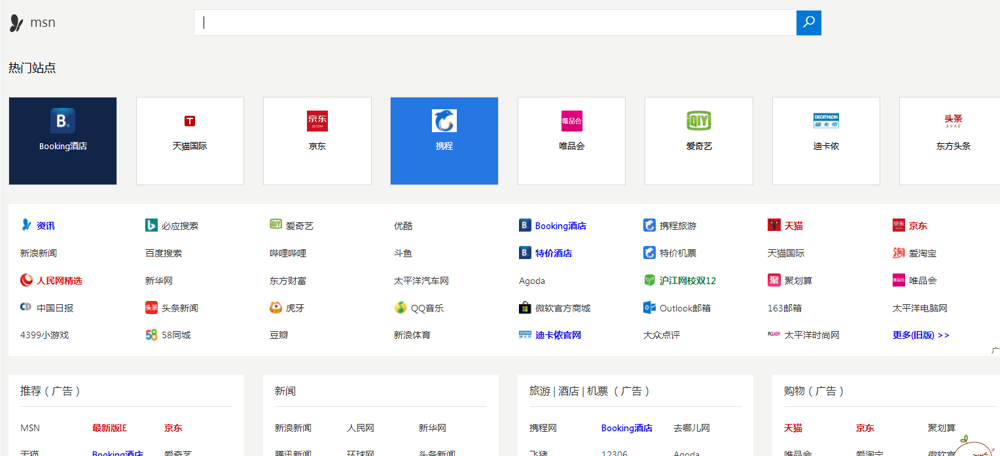 msn
热门站点
B.
Booking酒店
T
天猫国际
京东
JD.COM
京东
携程
唯品会
唯品会
QIY
爱奇艺
DECATHLON
迪卡侬
迪卡侬
头条
东方头条
资讯 必应搜索 爱奇艺 优酷 Booking酒店 携程旅游 天猫 京东
新浪新闻 百度搜索 哔哩哔哩 斗鱼 特价酒店 特价机票 天猫国际 爱淘宝
人民网精选 新华网 东方财富 太平洋汽车网 Agoda 沪江网校双12 聚划算 唯品会
中国日报 头条新闻 虎牙 QQ音乐 微软官方商城 Outlook邮箱 163邮箱 太平洋电脑网
4399小游戏 58同城 豆瓣 新浪体育 迪卡侬官网 大众点评 太平洋时尚网 更多(旧版) >>
推荐 ( 广告 ) 新闻 旅游 | 酒店 | 机票 （ 广告 ） 购物 ( 广告 )
MSN 最新版IE 京东 新浪新闻 人民网 新华网 携程网 Booking酒店 去哪儿网 天猫 京东 聚划算
天猫 Booking酒店 爱奇艺 腾讯新闻 环球网 头条新闻 飞猪 12306 Agoda 唯品会 爱淘宝